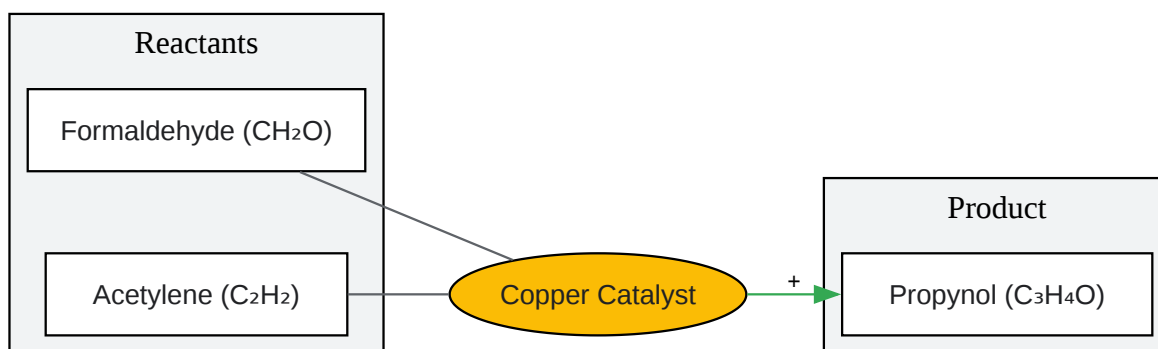 Reactants
Formaldehyde (CH₂O)
Acetylene (C₂H₂)
Copper Catalyst
+
Product
Propynol (C₃H₄O)